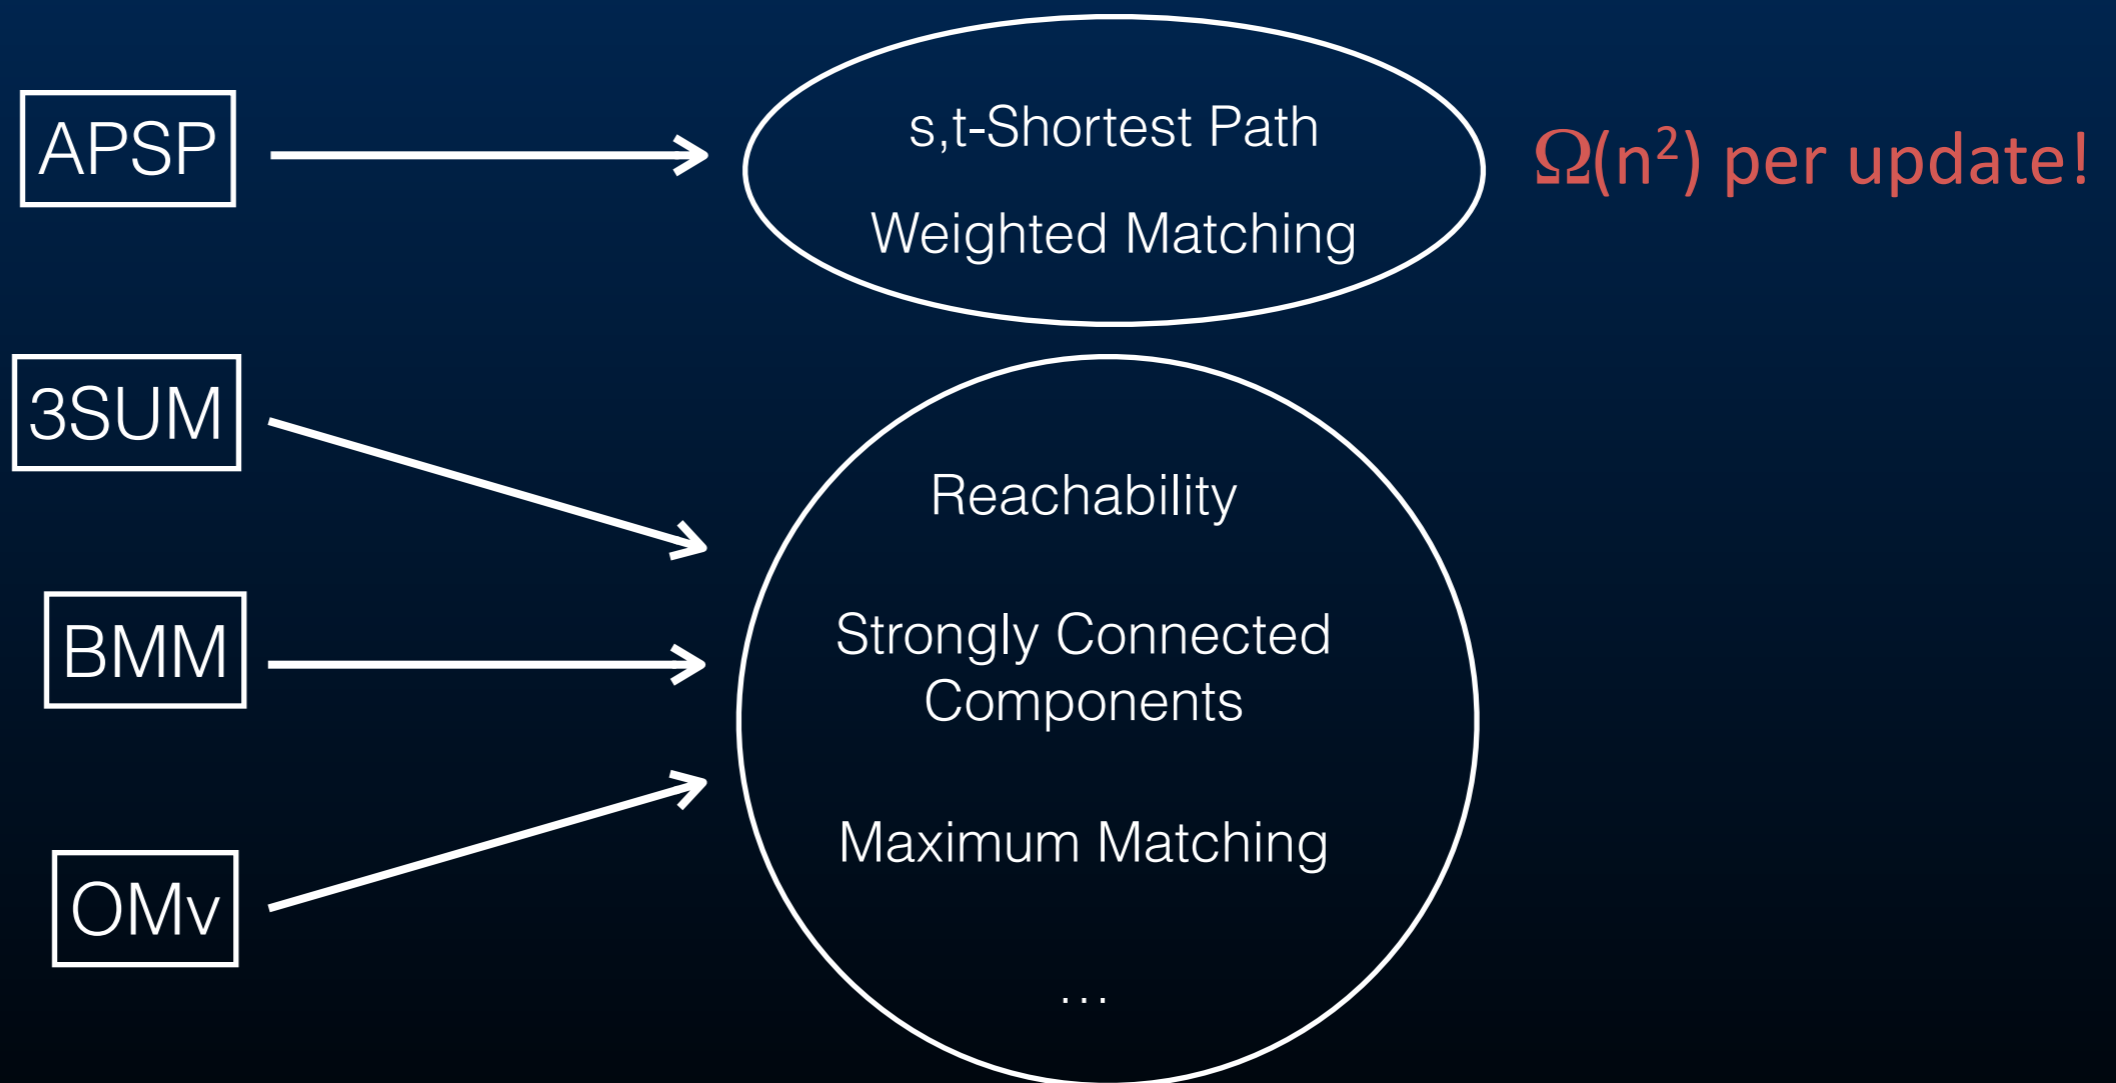 APSP
s,t-Shortest Path
Weighted Matching
Ω(n²) per update!
3SUM
BMM
OMv
Reachability
Strongly Connected
Components
Maximum Matching
...